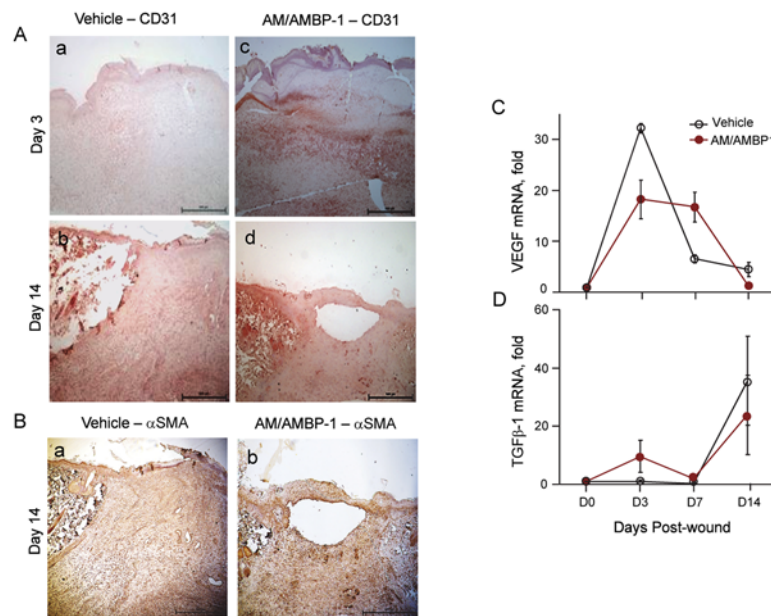 Vehicle – CD31
AM/AMBP-1 – CD31
A
a
c
Day 3
b
d
Day 14
B
Vehicle – αSMA
AM/AMBP-1 – αSMA
a
b
Day 14
C
Vehicle
AM/AMBP1
VEGF mRNA, fold
30
20
10
0
D
TGFβ-1 mRNA, fold
60
40
20
0
D0 D3 D7 D14
Days Post-wound